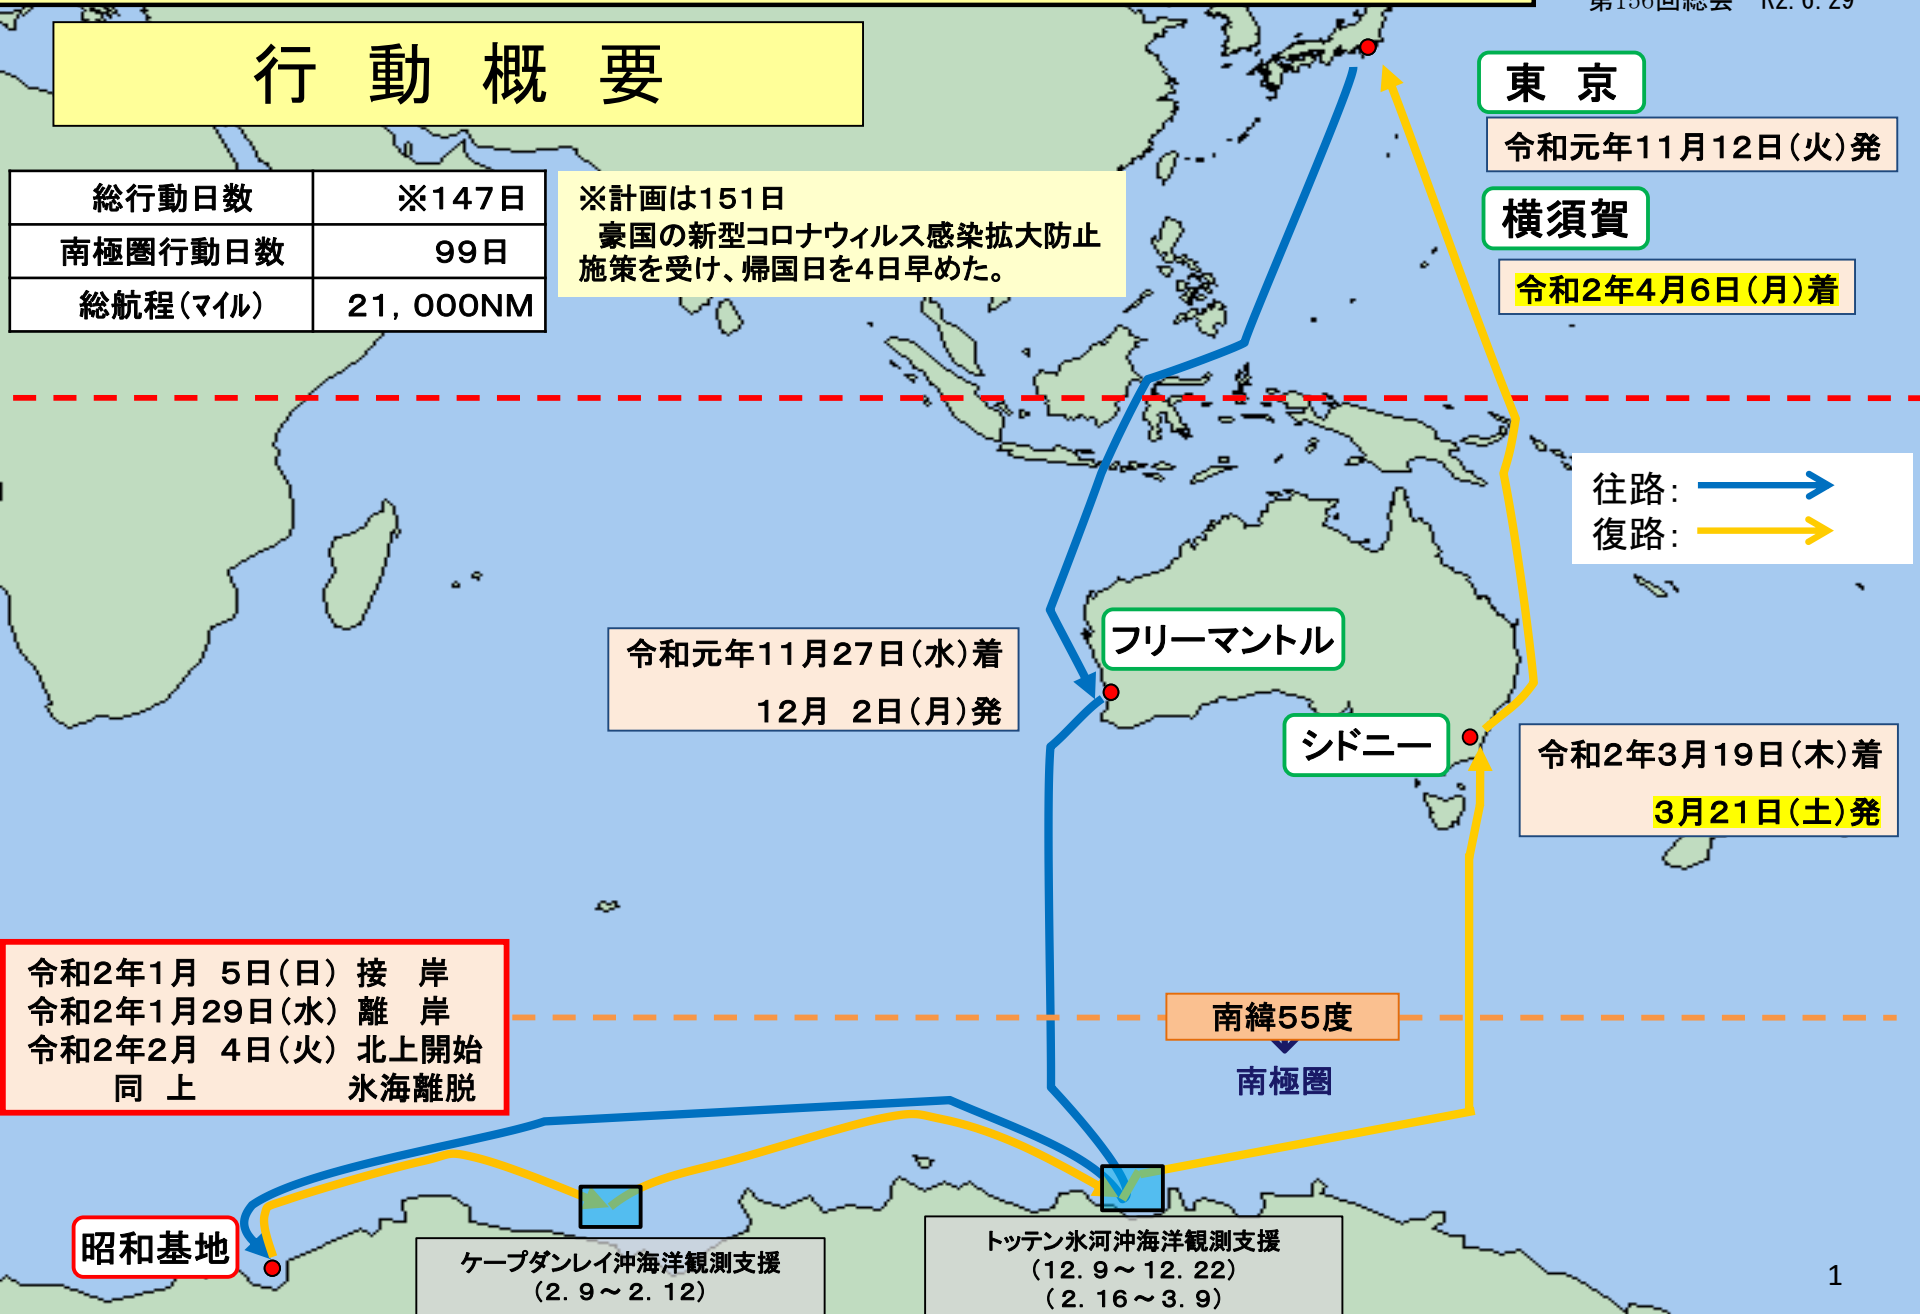 第156回総会　R2.6.29
行　動　概　要
東　京
令和元年11月12日(火)発
横須賀
令和2年4月6日(月)着
総行動日数　※147日
南極圏行動日数　99日
総航程(マイル)　21,000NM
※計画は151日
豪国の新型コロナウィルス感染拡大防止
施策を受け、帰国日を4日早めた。
往路:
復路:
フリーマントル
令和元年11月27日(水)着
12月　2日(月)発
シドニー
令和2年3月19日(木)着
3月21日(土)発
令和2年1月　5日(日) 接　岸
令和2年1月29日(水) 離　岸
令和2年2月　4日(火) 北上開始
同　上　　　　　氷海離脱
南緯55度
南極圏
昭和基地
ケープダンレイ沖海洋観測支援
(2.9～2.12)
トッテン氷河沖海洋観測支援
(12.9～12.22)
(2.16～3.9)
1